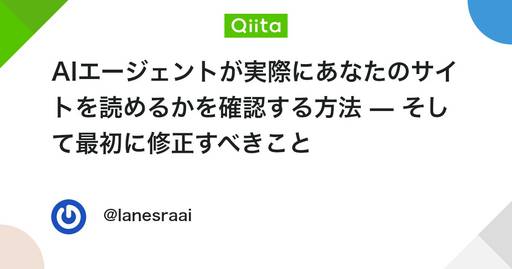 Qiita
AIエージェントが実際にあなたのサイ
トを読めるかを確認する方法 — そし
て最初に修正すべきこと
@lanesraai